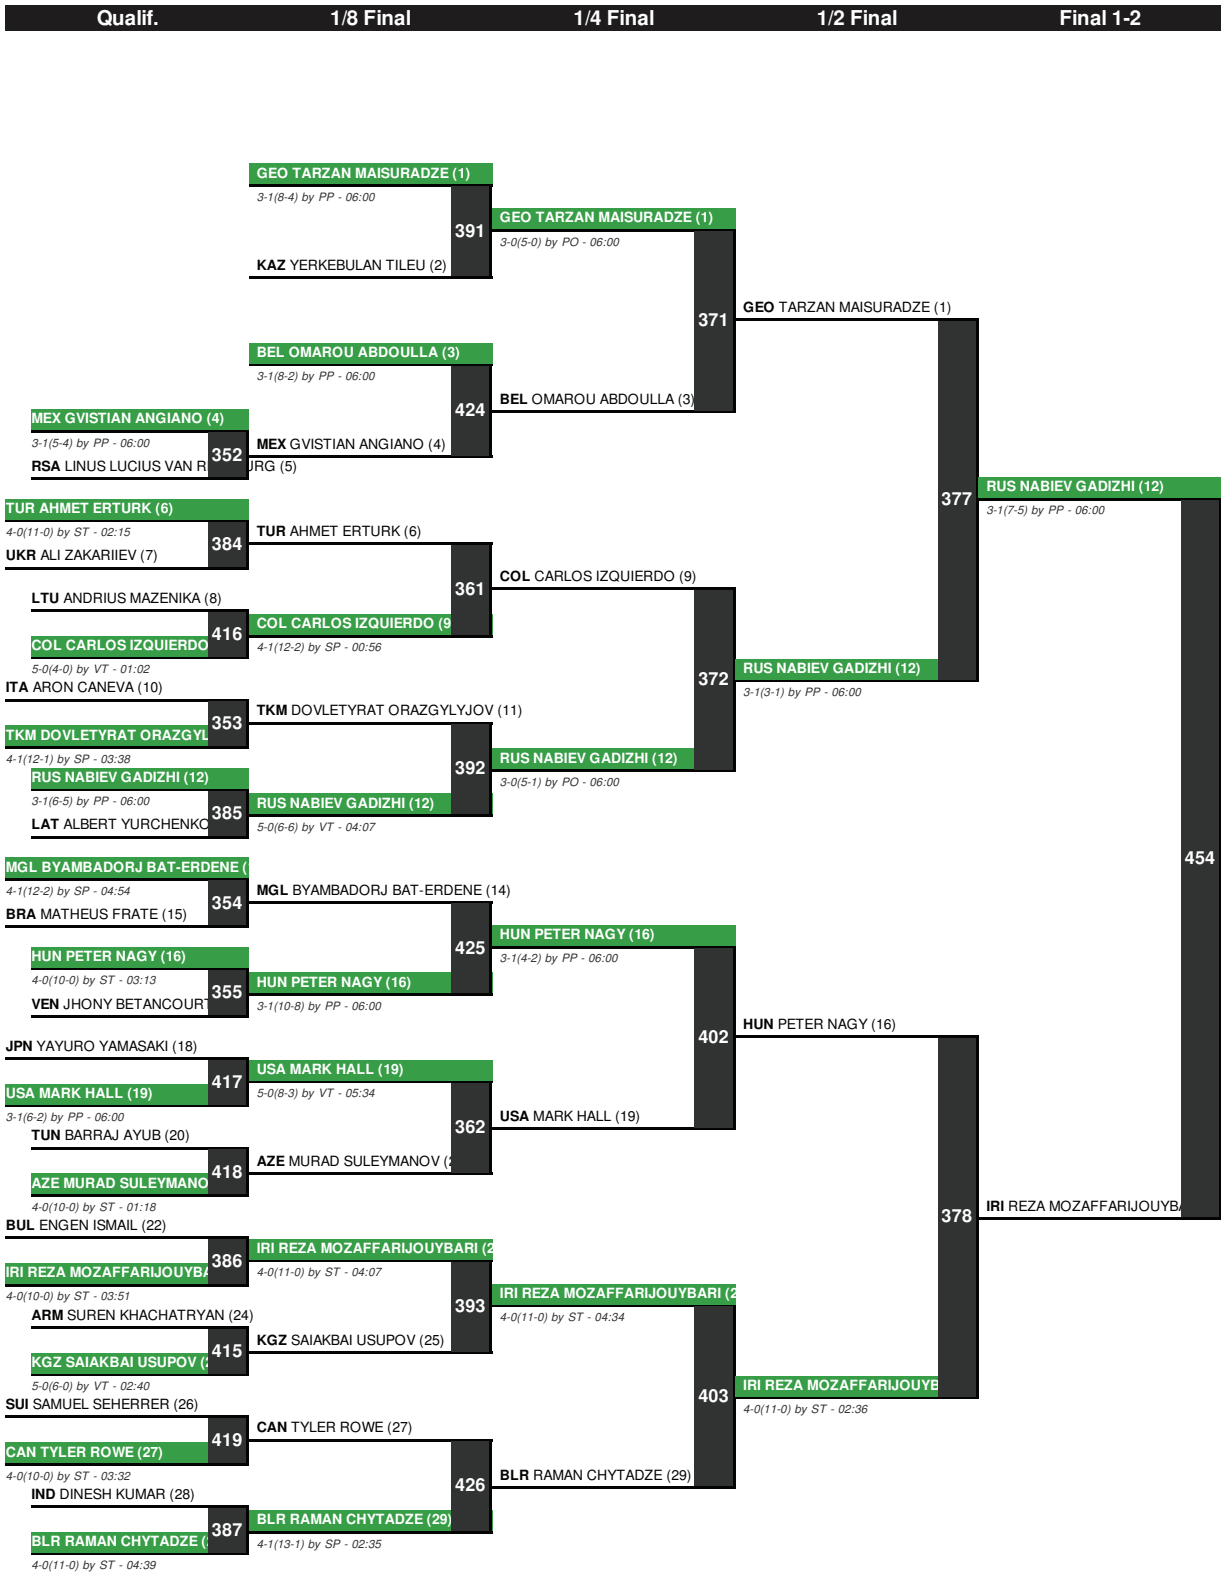 Qualif. 1/8 Final 1/4 Final 1/2 Final Final 1-2
GEO TARZAN MAISURADZE (1)
3-1(8-4) by PP - 06:00
GEO TARZAN MAISURADZE (1)
391
3-0(5-0) by PO - 06:00
KAZ YERKEBULAN TILEU (2)
GEO TARZAN MAISURADZE (1)
371
BEL OMAROU ABDOULLA (3)
3-1(8-2) by PP - 06:00
BEL OMAROU ABDOULLA (3)
424
MEX GVISTIAN ANGIANO (4)
3-1(5-4) by PP - 06:00
MEX GVISTIAN ANGIANO (4)
352
RSA LINUS LUCIUS VAN R URG (5)
RUS NABIEV GADIZHI (12)
377
3-1(7-5) by PP - 06:00
TUR AHMET ERTURK (6)
4-0(11-0) by ST - 02:15
TUR AHMET ERTURK (6)
384
UKR ALI ZAKARIIEV (7)
COL CARLOS IZQUIERDO (9)
361
LTU ANDRIUS MAZENIKA (8)
COL CARLOS IZQUIERDO (9
416
COL CARLOS IZQUIERDO
4-1(12-2) by SP - 00:56
5-0(4-0) by VT - 01:02
RUS NABIEV GADIZHI (12)
372
3-1(3-1) by PP - 06:00
ITA ARON CANEVA (10)
TKM DOVLETYRAT ORAZGYLYJOV (11)
353
TKM DOVLETYRAT ORAZGYL
4-1(12-1) by SP - 03:38
RUS NABIEV GADIZHI (12)
392
3-0(5-1) by PO - 06:00
RUS NABIEV GADIZHI (12)
3-1(6-5) by PP - 06:00
RUS NABIEV GADIZHI (12)
385
LAT ALBERT YURCHENKO
5-0(6-6) by VT - 04:07
454
MGL BYAMBADORJ BAT-ERDENE (
4-1(12-2) by SP - 04:54
MGL BYAMBADORJ BAT-ERDENE (14)
354
BRA MATHEUS FRATE (15)
HUN PETER NAGY (16)
425
3-1(4-2) by PP - 06:00
HUN PETER NAGY (16)
4-0(10-0) by ST - 03:13
HUN PETER NAGY (16)
355
VEN JHONY BETANCOURT
3-1(10-8) by PP - 06:00
HUN PETER NAGY (16)
402
JPN YAYURO YAMASAKI (18)
USA MARK HALL (19)
417
USA MARK HALL (19)
5-0(8-3) by VT - 05:34
3-1(6-2) by PP - 06:00
USA MARK HALL (19)
362
TUN BARRAJ AYUB (20)
AZE MURAD SULEYMANOV (
418
AZE MURAD SULEYMANO
4-0(10-0) by ST - 01:18
IRI REZA MOZAFFARIJOUYBA
378
BUL ENGEN ISMAIL (22)
IRI REZA MOZAFFARIJOUYBARI (2
386
IRI REZA MOZAFFARIJOUYBA
4-0(11-0) by ST - 04:07
4-0(10-0) by ST - 03:51
IRI REZA MOZAFFARIJOUYBARI (2
393
4-0(11-0) by ST - 04:34
ARM SUREN KHACHATRYAN (24)
KGZ SAIAKBAI USUPOV (25)
415
KGZ SAIAKBAI USUPOV (2
5-0(6-0) by VT - 02:40
IRI REZA MOZAFFARIJOUYB
403
4-0(11-0) by ST - 02:36
SUI SAMUEL SEHERRER (26)
CAN TYLER ROWE (27)
419
CAN TYLER ROWE (27)
4-0(10-0) by ST - 03:32
BLR RAMAN CHYTADZE (29)
426
IND DINESH KUMAR (28)
BLR RAMAN CHYTADZE (29)
387
BLR RAMAN CHYTADZE (
4-1(13-1) by SP - 02:35
4-0(11-0) by ST - 04:39